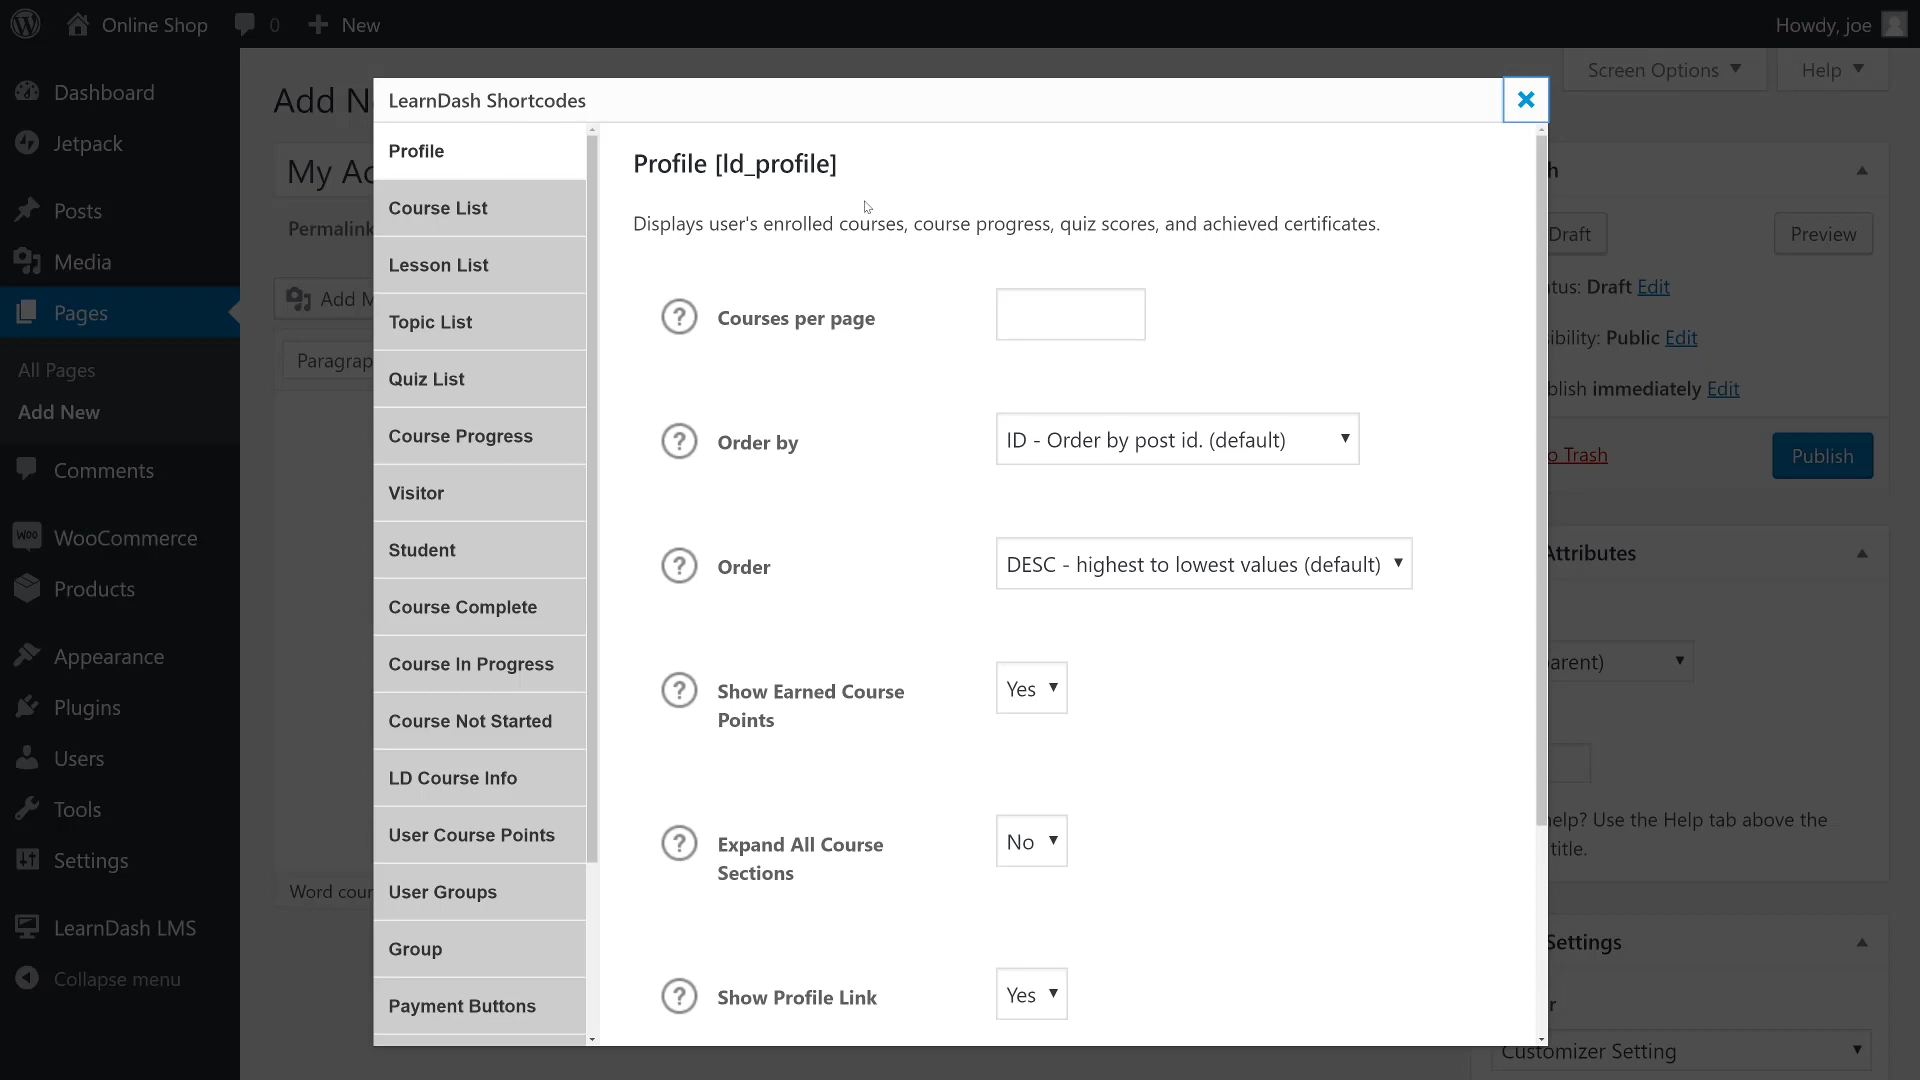 Online Shop
0
New
Howdy, joe
Dashboard
Jetpack
Posts
Media
Pages
All Pages
Add New
Comments
WooCommerce
Products
Appearance
Plugins
Users
Tools
Settings
LearnDash LMS
Collapse menu
Screen Options
Help
Add N
My Ac
Permalink
Add M
Paragrap
Word cour
LearnDash Shortcodes
Profile
Course List
Lesson List
Topic List
Quiz List
Course Progress
Visitor
Student
Course Complete
Course In Progress
Course Not Started
LD Course Info
User Course Points
User Groups
Group
Payment Buttons
Profile [ld_profile]
Displays user's enrolled courses, course progress, quiz scores, and achieved certificates.
? Courses per page
? Order by
ID - Order by post id. (default)
? Order
DESC - highest to lowest values (default)
? Show Earned Course
Points
Yes
? Expand All Course
Sections
No
? Show Profile Link
Yes
h
Draft
Preview
tus: Draft Edit
ibility: Public Edit
blish immediately Edit
o Trash
Publish
Attributes
arent)
help? Use the Help tab above the
title.
Settings
r
Customizer Setting